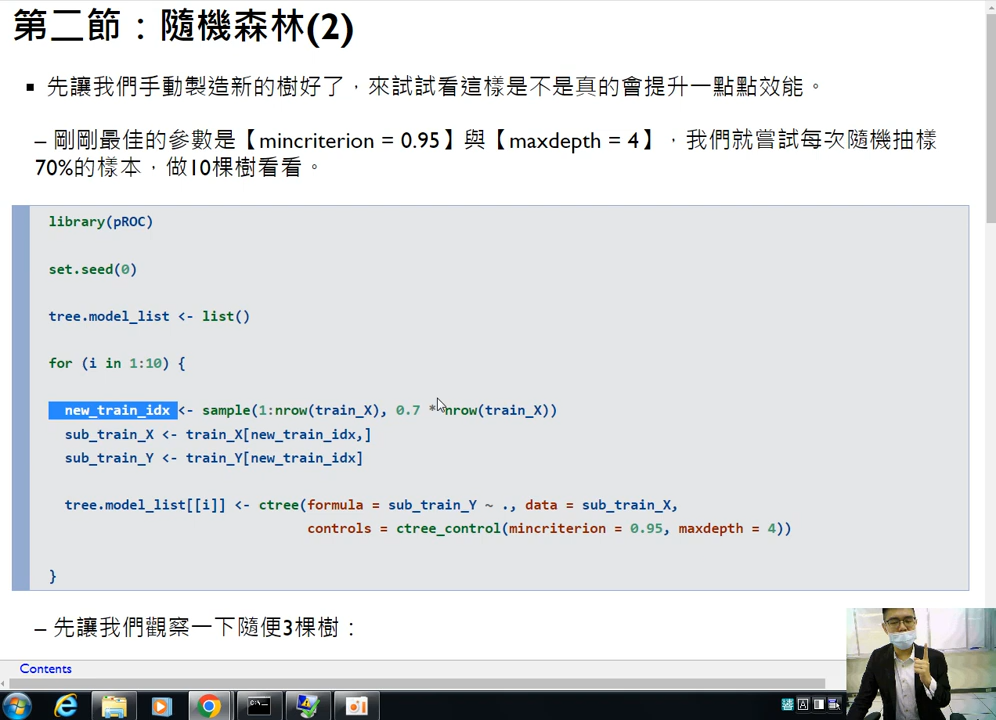 第二節：隨機森林(2)
▪ 先讓我們手動製造新的樹好了，來試試看這樣是不是真的會提升一點點效能。
– 剛剛最佳的參數是【mincriterion = 0.95】與【maxdepth = 4】，我們就嘗試每次隨機抽樣
70%的樣本，做10棵樹看看。
library(pROC)
set.seed(0)
tree.model_list <- list()
for (i in 1:10) {
new_train_idx <- sample(1:nrow(train_X), 0.7 * nrow(train_X))
sub_train_X <- train_X[new_train_idx,]
sub_train_Y <- train_Y[new_train_idx]
tree.model_list[[i]] <- ctree(formula = sub_train_Y ~ ., data = sub_train_X,
controls = ctree_control(mincriterion = 0.95, maxdepth = 4))
}
– 先讓我們觀察一下隨便3棵樹：
Contents